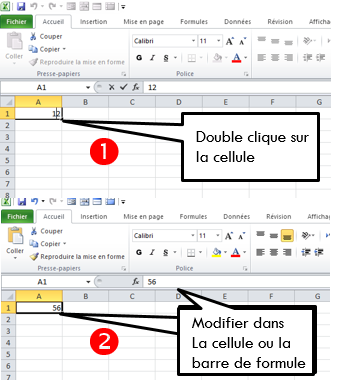 Fichier Accueil Insertion Mise en page Formules Révision Affichage
Couper
Calibri 11 A A
Copier
Coller Reproduire la mise en forme G I S A
Presse-papiers Police
A1 fx 12
A B C D E F G
1 12
2
3
4
5
6
7
8
Double clique sur
la cellule
1
Fichier Accueil Insertion Mise en page Formules Données Révision
Couper
Calibri 11 A A
Copier
Coller Reproduire la mise en forme G I S A
Presse-papiers Police
A1 fx 56
A B C D E F G
1 56
2
3
4
5
6
Modifier dans
La cellule ou la
barre de formule
2